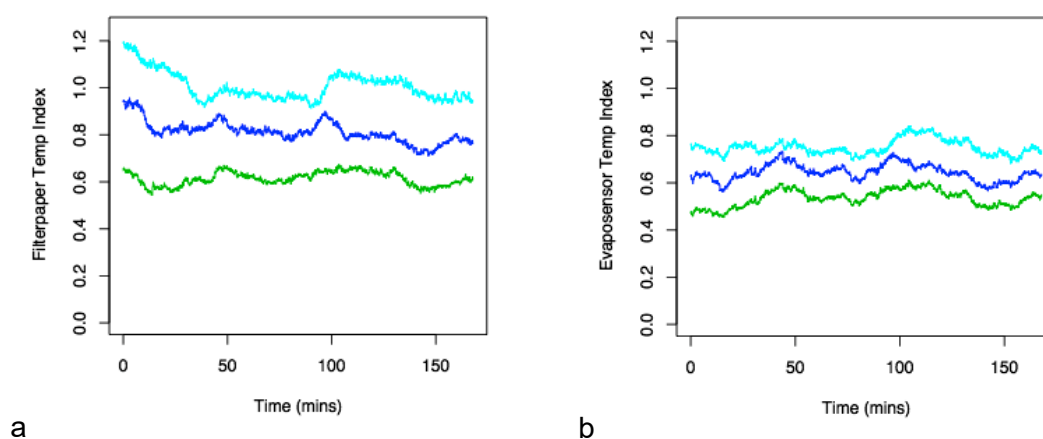 Filterpaper Temp Index
0.0 0.2 0.4 0.6 0.8 1.0 1.2
0 50 100 150
Time (mins)
a
Evaposensor Temp Index
0.0 0.2 0.4 0.6 0.8 1.0 1.2
0 50 100 150
Time (mins)
b